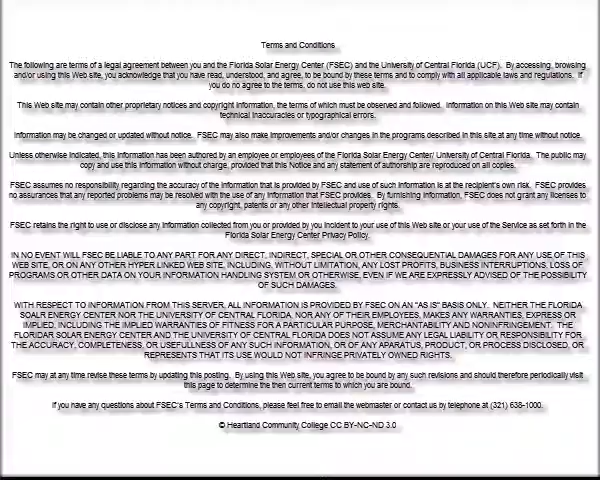 Terms and Conditions
The following are terms of a legal agreement between you and the Florida Solar Energy Center (FSEC) and the University of Central Florida (UCF).  By accessing, browsing
and/or using this Web site, you acknowledge that you have read, understood, and agree, to be bound by these terms and to comply with all applicable laws and regulations.  If
you do no agree to the terms, do not use this web site.
This Web site may contain other proprietary notices and copyright information, the terms of which must be observed and followed.  Information on this Web site may contain
technical inaccuracies or typographical errors.
Information may be changed or updated without notice.  FSEC may also make improvements and/or changes in the programs described in this site at any time without notice.
Unless otherwise indicated, this information has been authored by an employee or employees of the Florida Solar Energy Center/ University of Central Florida.  The public may
copy and use this information without charge, provided that this Notice and any statement of authorship are reproduced on all copies.
FSEC assumes no responsibility regarding the accuracy of the information that is provided by FSEC and use of such information is at the recipient's own risk.  FSEC provides
no assurances that any reported problems may be resolved with the use of any information that FSEC provides.  By furnishing information, FSEC does not grant any licenses to
any copyright, patents or any other intellectual property rights.
FSEC retains the right to use or disclose any information collected from you or provided by you incident to your use of this Web site or your use of the Service as set forth in the
Florida Solar Energy Center Privacy Policy.
IN NO EVENT WILL FSEC BE LIABLE TO ANY PART FOR ANY DIRECT, INDIRECT, SPECIAL OR OTHER CONSEQUENTIAL DAMAGES FOR ANY USE OF THIS
WEB SITE, OR ON ANY OTHER HYPER LINKED WEB SITE, INCLUDING, WITHOUT LIMITATION, ANY LOST PROFITS, BUSINESS INTERRUPTIONS, LOSS OF
PROGRAMS OR OTHER DATA ON YOUR INFORMATION HANDLING SYSTEM OR OTHERWISE, EVEN IF WE ARE EXPRESSLY ADVISED OF THE POSSIBILITY
OF SUCH DAMAGES.
WITH RESPECT TO INFORMATION FROM THIS SERVER, ALL INFORMATION IS PROVIDED BY FSEC ON AN "AS IS" BASIS ONLY.  NEITHER THE FLORIDA
SOALR ENERGY CENTER NOR THE UNIVERSITY OF CENTRAL FLORIDA, NOR ANY OF THEIR EMPLOYEES, MAKES ANY WARRANTIES, EXPRESS OR
IMPLIED, INCLUDING THE IMPLIED WARRANTIES OF FITNESS FOR A PARTICULAR PURPOSE, MERCHANTABILITY AND NONINFRINGEMENT.  THE
FLORIDAR SOLAR ENERGY CENTER AND THE UNIVERSITY OF CENTRAL FLORIDA DOES NOT ASSUME ANY LEGAL LIABILITY OR RESPONSIBILITY FOR
THE ACCURACY, COMPLETENESS, OR USEFULLNESS OF ANY SUCH INFORMATION, OR OF ANY APPARATUS, PRODUCT, OR PROCESS DISCLOSED, OR
REPRESENTS THAT ITS USE WOULD NOT INFRINGE PRIVATELY OWNED RIGHTS.
FSEC may at any time revise these terms by updating this posting.  By using this Web site, you agree to be bound by any such revisions and should therefore periodically visit
this page to determine the then current terms to which you are bound.
If you have any questions about FSEC's Terms and Conditions, please feel free to email the webmaster or contact us by telephone at (321) 638-1000.
© Heartland Community College CC BY-NC-ND 3.0